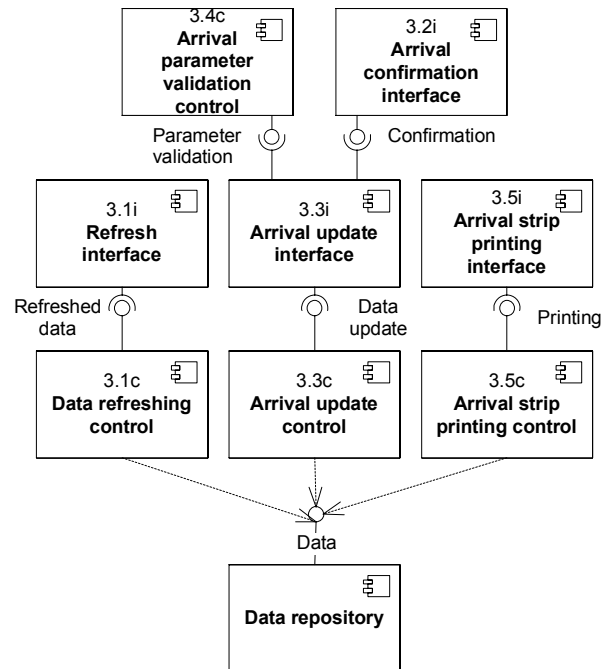 3.4c
Arrival
parameter
validation
control
3.2i
Arrival
confirmation
interface
Parameter
validation
Confirmation
3.1i
Refresh
interface
3.3i
Arrival update
interface
3.5i
Arrival strip
printing
interface
Refreshed
data
Data
update
Printing
3.1c
Data refreshing
control
3.3c
Arrival update
control
3.5c
Arrival strip
printing control
Data
Data repository